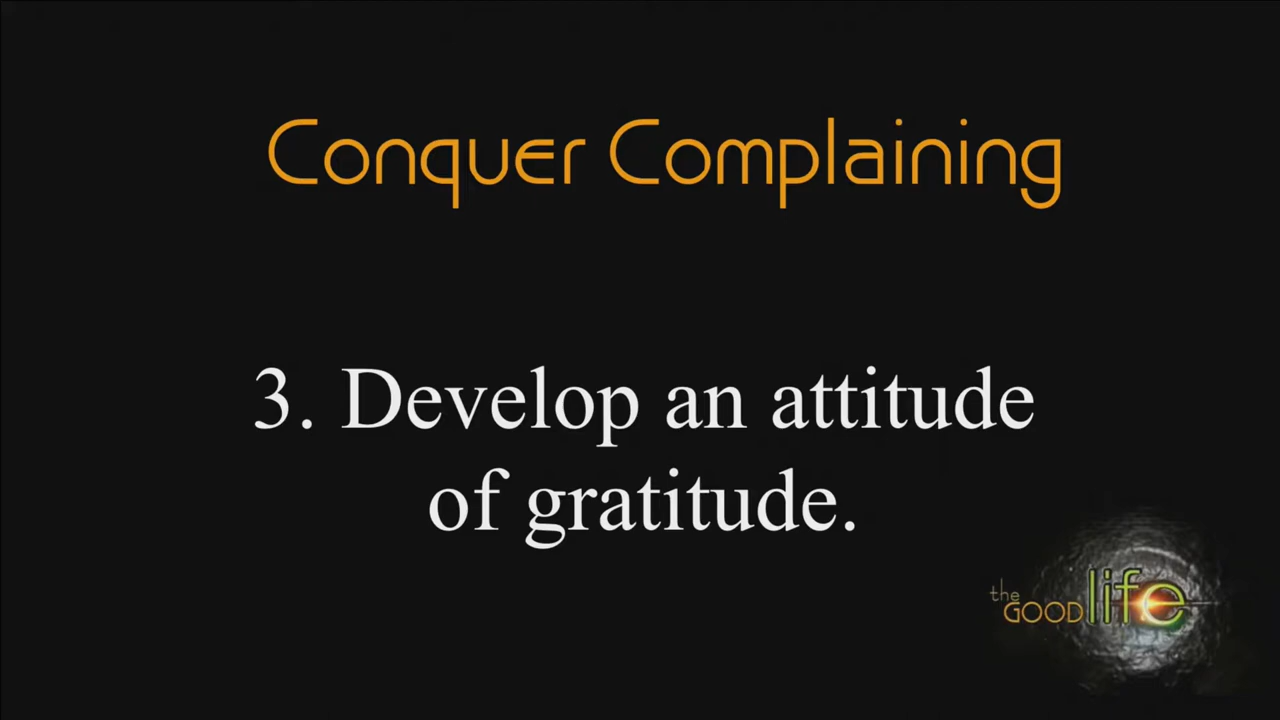 Conquer Complaining
3. Develop an attitude
of gratitude.
the
GOOD life